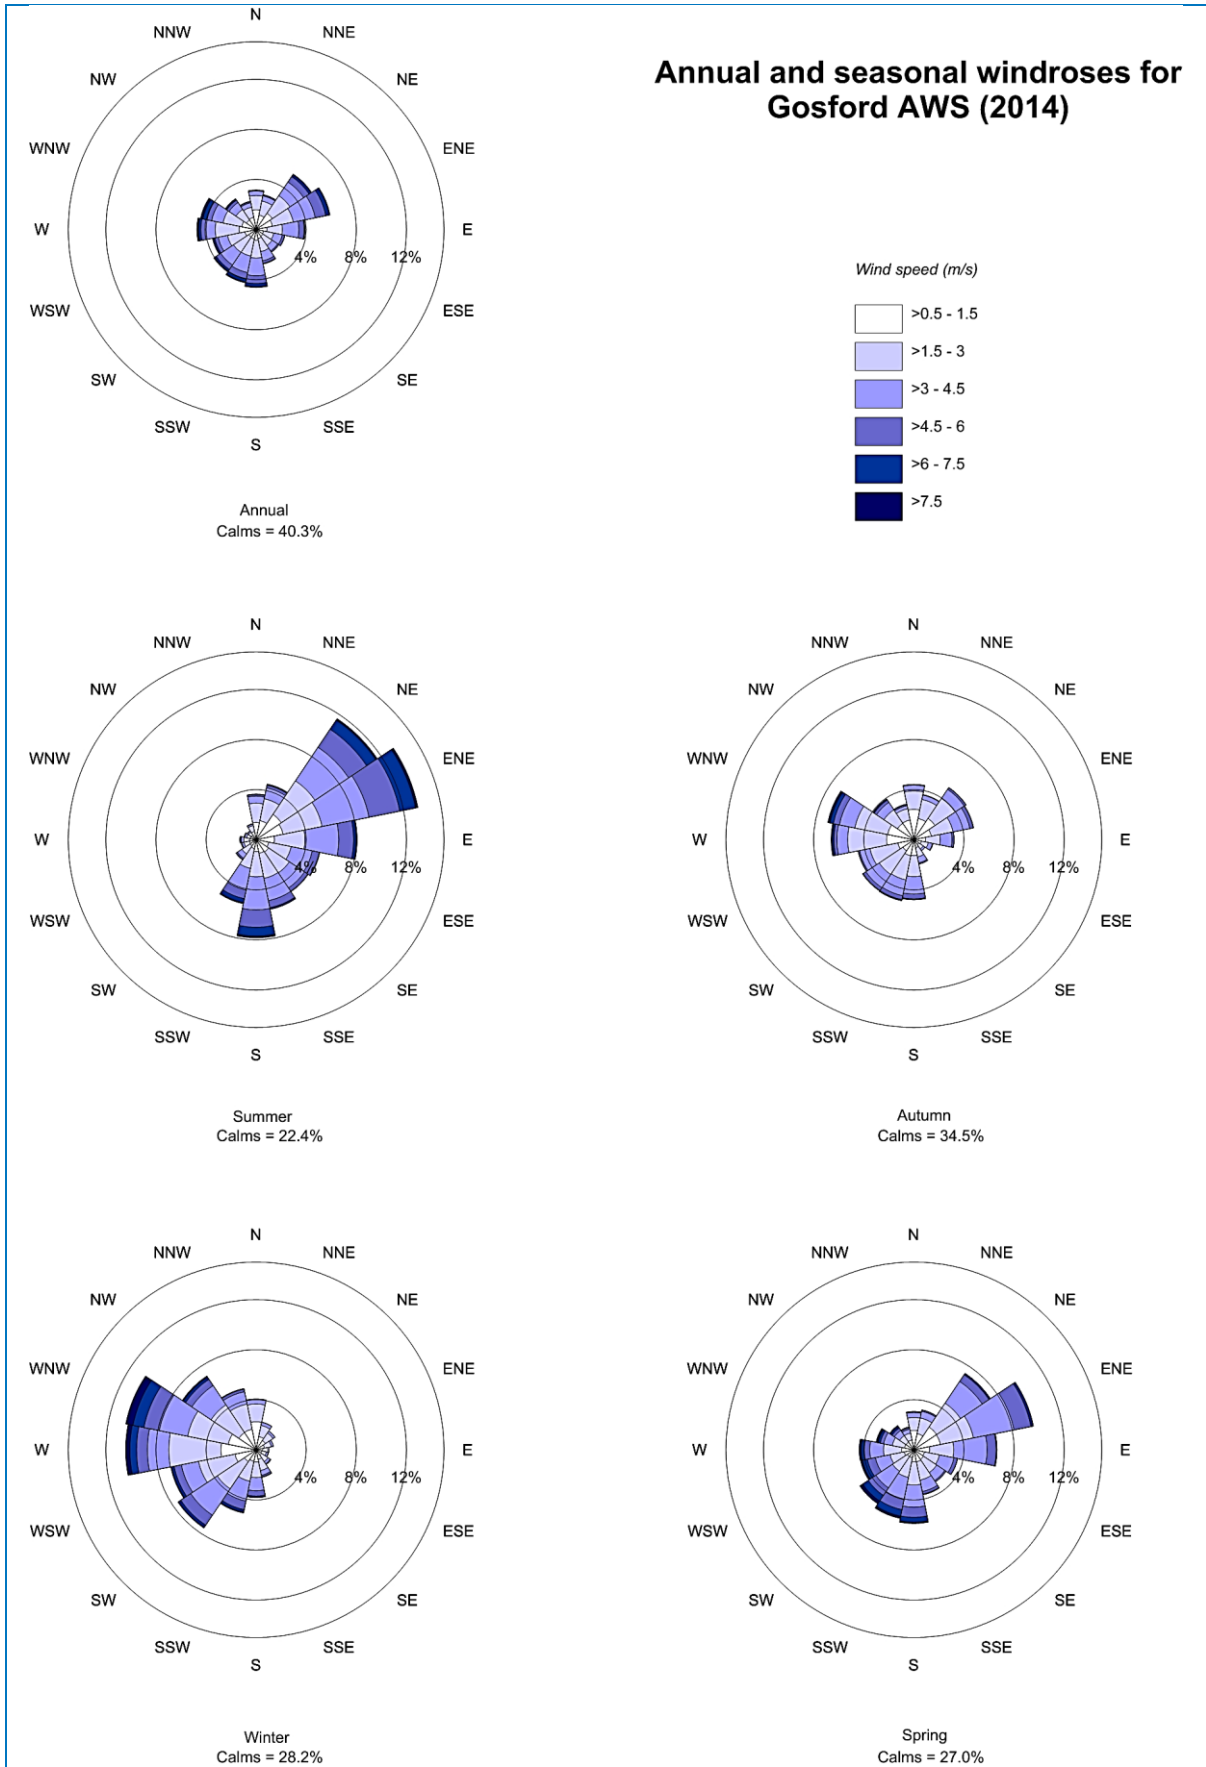 Annual and seasonal windroses for
Gosford AWS (2014)
N
NNW
NNE
NW
NE
WNW
ENE
W
E
4%
8%
12%
WSW
ESE
SW
SE
SSW
SSE
S
Annual
Calms = 40.3%
Wind speed (m/s)
>0.5 - 1.5
>1.5 - 3
>3 - 4.5
>4.5 - 6
>6 - 7.5
>7.5
N
NNW
NNE
NW
NE
WNW
ENE
W
E
4%
8%
12%
WSW
ESE
SW
SE
SSW
SSE
S
Summer
Calms = 22.4%
N
NNW
NNE
NW
NE
WNW
ENE
W
E
4%
8%
12%
WSW
ESE
SW
SE
SSW
SSE
S
Autumn
Calms = 34.5%
N
NNW
NNE
NW
NE
WNW
ENE
W
E
4%
8%
12%
WSW
ESE
SW
SE
SSW
SSE
S
Winter
Calms = 28.2%
N
NNW
NNE
NW
NE
WNW
ENE
W
E
4%
8%
12%
WSW
ESE
SW
SE
SSW
SSE
S
Spring
Calms = 27.0%